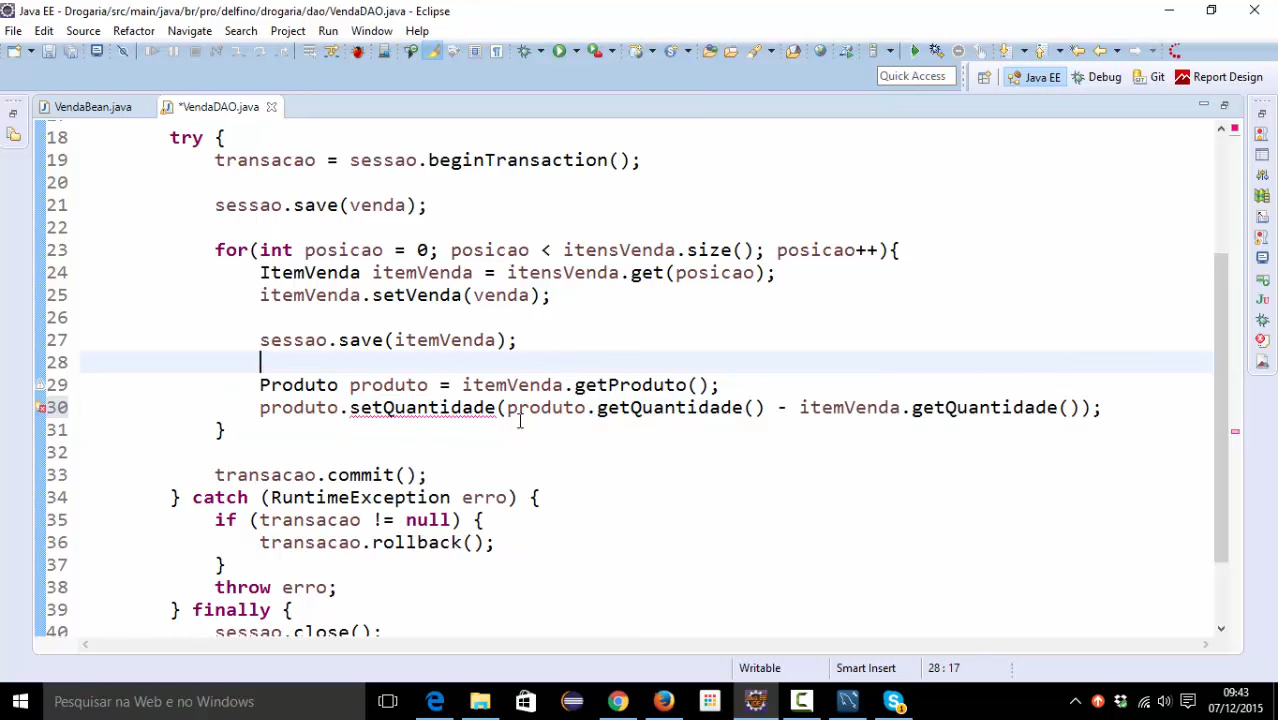 Java EE - Drogaria/src/main/java/br/pro/delfino/drogaria/dao/VendaDAO.java - Eclipse
File Edit Source Refactor Navigate Search Project Run Window Help
Quick Access Java EE Debug Git Report Design
VendaBean.java *VendaDAO.java
18 try {
19 transacao = sessao.beginTransaction();
20
21 sessao.save(venda);
22
23 for(int posicao = 0; posicao < itensVenda.size(); posicao++){
24 ItemVenda itemVenda = itensVenda.get(posicao);
25 itemVenda.setVenda(venda);
26
27 sessao.save(itemVenda);
28
29 Produto produto = itemVenda.getProduto();
30 produto.setQuantidade(produto.getQuantidade() - itemVenda.getQuantidade());
31 }
32
33 transacao.commit();
34 } catch (RuntimeException erro) {
35 if (transacao != null) {
36 transacao.rollback();
37 }
38 throw erro;
39 } finally {
40 sessao.close();
Writable Smart Insert 28 : 17
Pesquisar na Web e no Windows
09:43
07/12/2015